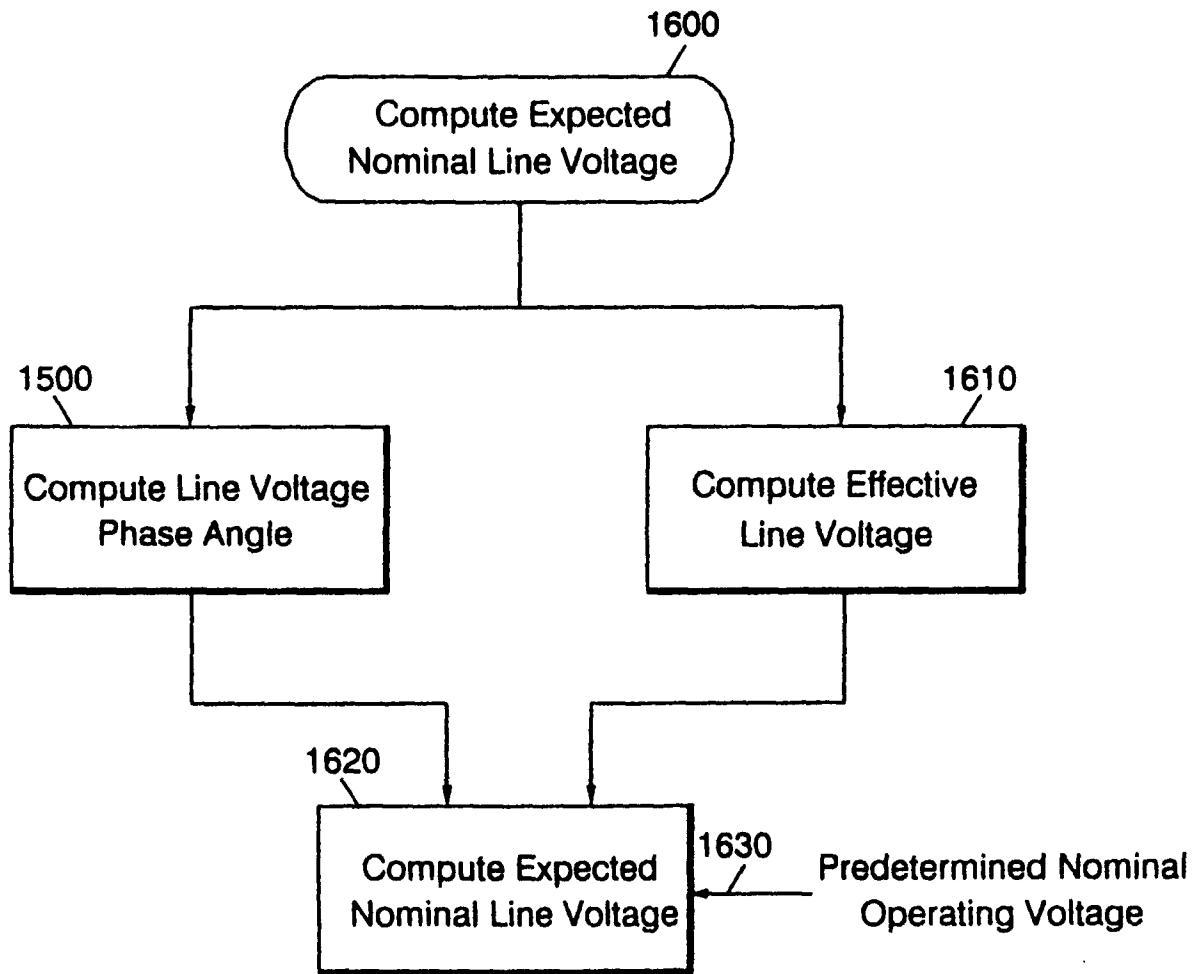 1600
Compute Expected
Nominal Line Voltage
1500
Compute Line Voltage
Phase Angle
1610
Compute Effective
Line Voltage
1620
Compute Expected
Nominal Line Voltage
1630
Predetermined Nominal
Operating Voltage